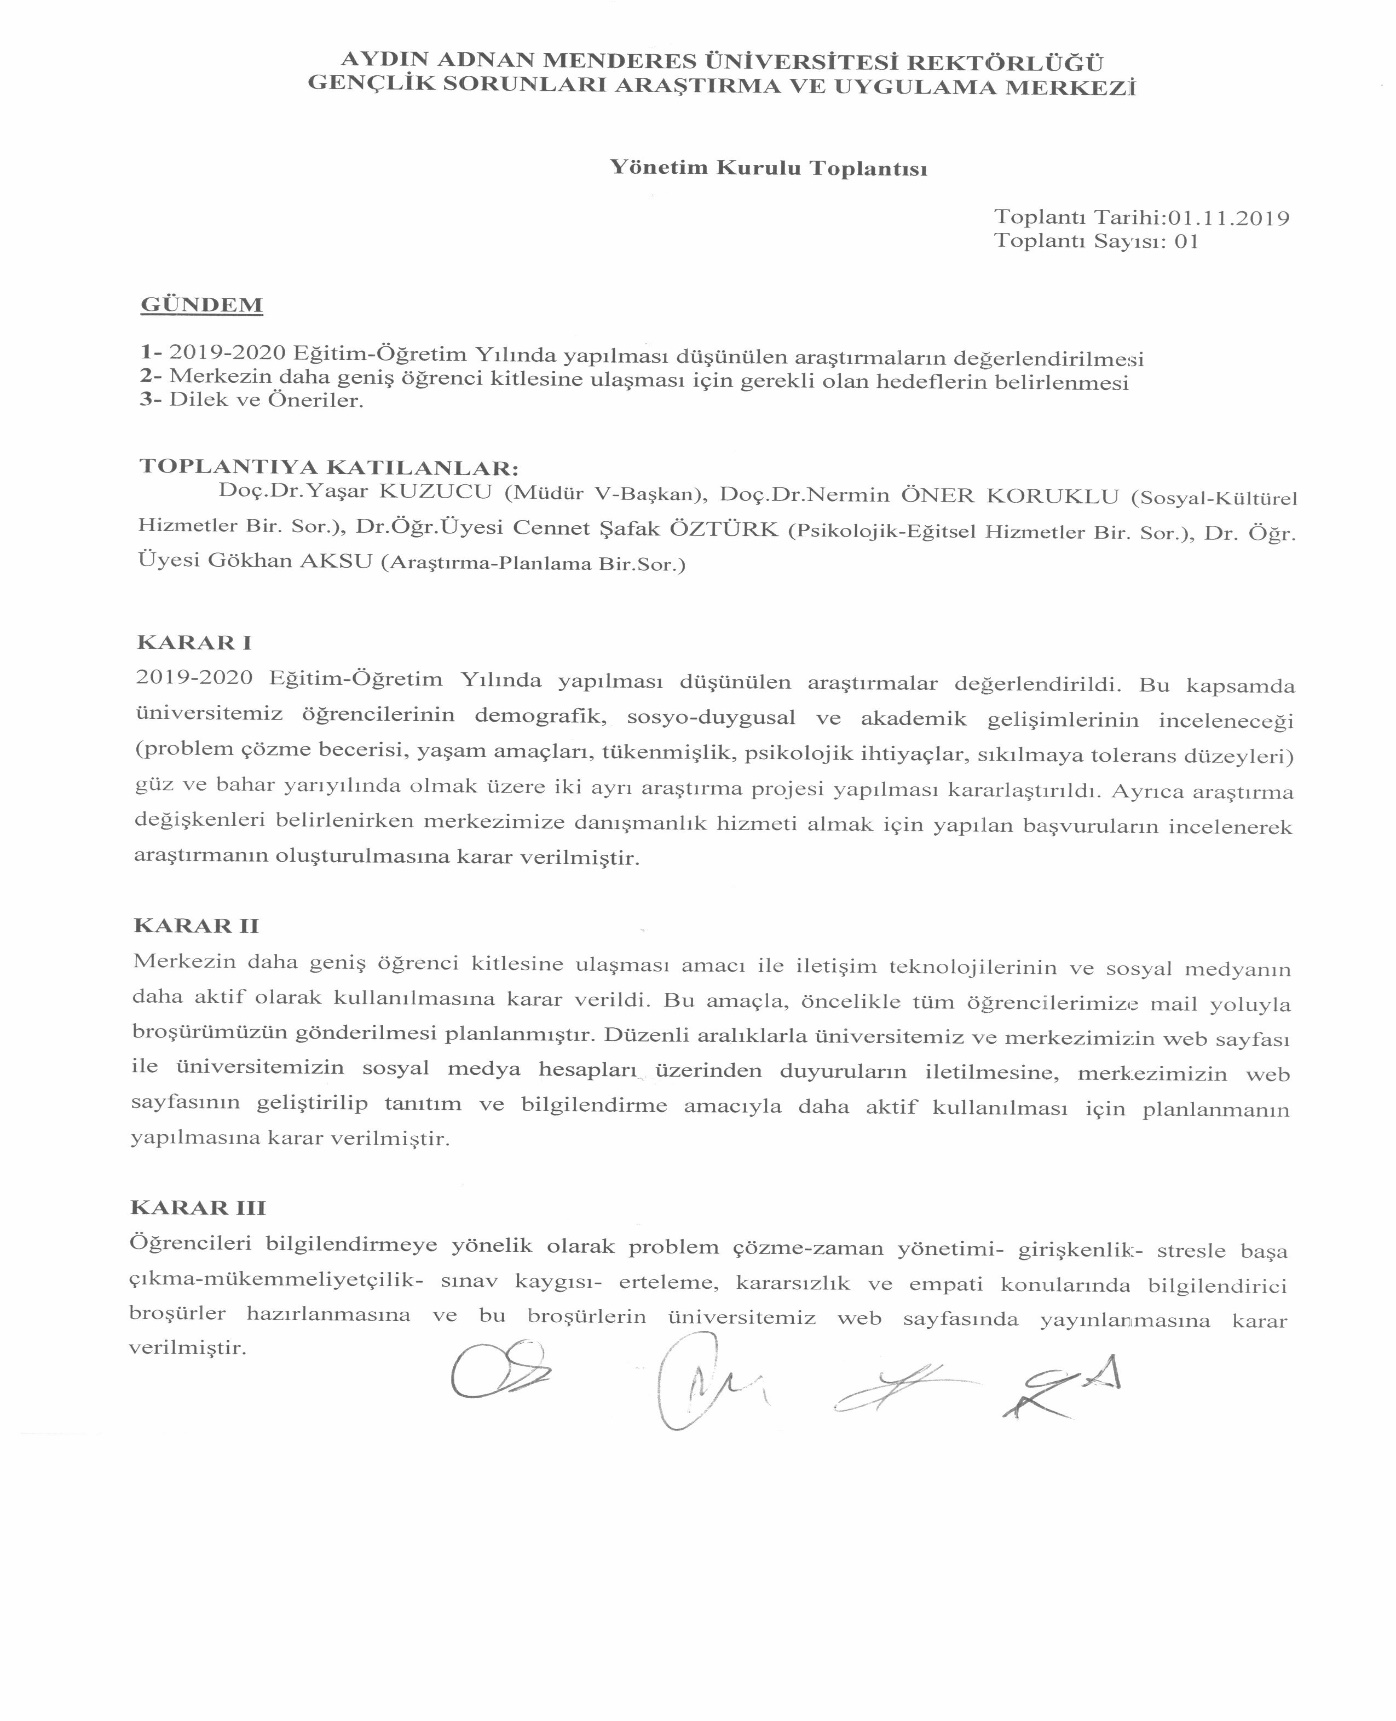 AYDIN ADNAN MENDERES ÜNİVERSİTESİ REKTÖRLÜĞÜ
GENÇLİK SORUNLARI ARAŞTIRMA VE UYGULAMA MERKEZİ
Yönetim Kurulu Toplantısı
Toplantı Tarihi:01.11.2019
Toplantı Sayısı: 01
GÜNDEM
1- 2019-2020 Eğitim-Öğretim Yılında yapılması düşünülen araştırmaların değerlendirilmesi
2- Merkezin daha geniş öğrenci kitlesine ulaşması için gerekli olan hedeflerin belirlenmesi
3- Dilek ve Öneriler.
TOPLANTIYA KATILANLAR:
Doç.Dr.Yaşar KUZUCU (Müdür V-Başkan), Doç.Dr.Nermin ÖNER KORUKLU (Sosyal-Kültürel
Hizmetler Bir. Sor.), Dr.Öğr.Üyesi Cennet Şafak ÖZTÜRK (Psikolojik-Eğitsel Hizmetler Bir. Sor.), Dr. Öğr.
Üyesi Gökhan AKSU (Araştırma-Planlama Bir.Sor.)
KARAR I
2019-2020 Eğitim-Öğretim Yılında yapılması düşünülen araştırmalar değerlendirildi. Bu kapsamda
üniversitemiz öğrencilerinin demografik, sosyo-duygusal ve akademik gelişimlerinin inceleneceği
(problem çözme becerisi, yaşam amaçları, tükenmişlik, psikolojik ihtiyaçlar, sıkılmaya tolerans düzeyleri)
güz ve bahar yarıyılında olmak üzere iki ayrı araştırma projesi yapılması kararlaştırıldı. Ayrıca araştırma
değişkenleri belirlenirken merkezimize danışmanlık hizmeti almak için yapılan başvuruların incelenerek
araştırmanın oluşturulmasına karar verilmiştir.
KARAR II
Merkezin daha geniş öğrenci kitlesine ulaşması amacı ile iletişim teknolojilerinin ve sosyal medyanın
daha aktif olarak kullanılmasına karar verildi. Bu amaçla, öncelikle tüm öğrencilerimize mail yoluyla
broşürümüzün gönderilmesi planlanmıştır. Düzenli aralıklarla üniversitemiz ve merkezimizin web sayfası
ile üniversitemizin sosyal medya hesapları üzerinden duyuruların iletilmesine, merkezimizin web
sayfasının geliştirilip tanıtım ve bilgilendirme amacıyla daha aktif kullanılması için planlanmanın
yapılmasına karar verilmiştir.
KARAR III
Öğrencileri bilgilendirmeye yönelik olarak problem çözme-zaman yönetimi- girişkenlik- stresle başa
çıkma-mükemmeliyetçilik- sınav kaygısı- erteleme, kararsızlık ve empati konularında bilgilendirici
broşürler hazırlanmasına ve bu broşürlerin üniversitemiz web sayfasında yayınlanmasına karar
verilmiştir.